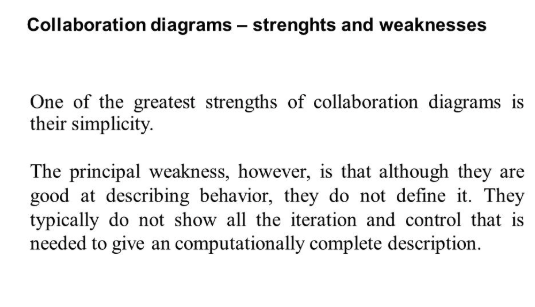 Collaboration diagrams – strenghts and weaknesses
One of the greatest strengths of collaboration diagrams is
their simplicity.
The principal weakness, however, is that although they are
good at describing behavior, they do not define it. They
typically do not show all the iteration and control that is
needed to give an computationally complete description.